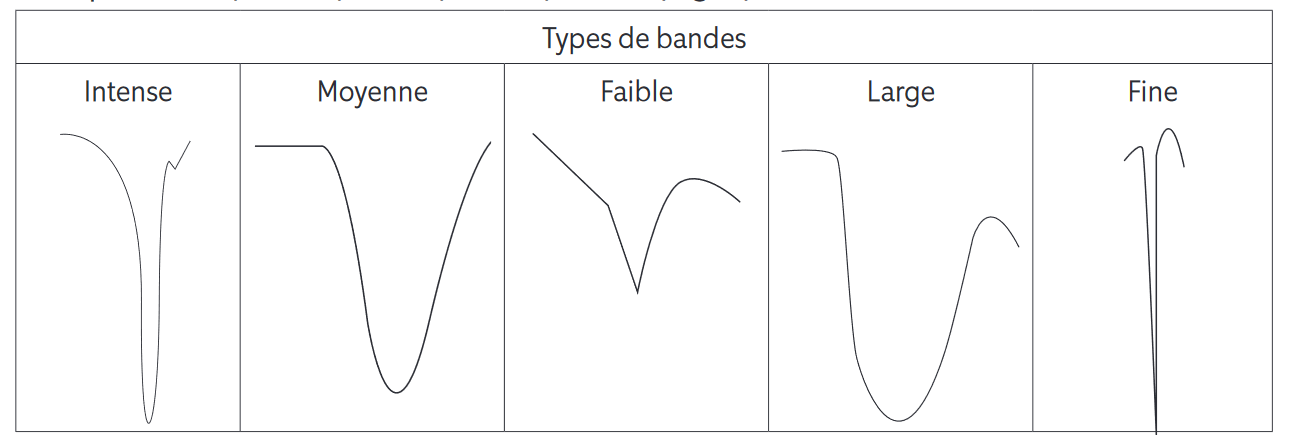 Types de bandes
Intense
Moyenne
Faible
Large
Fine